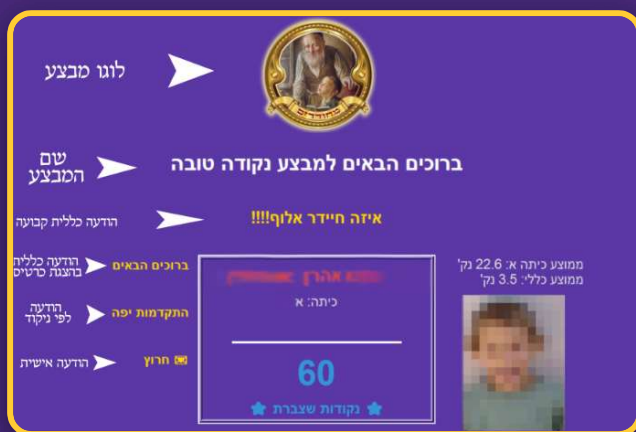 לוגו מבצע
ברוכים הבאים למבצע נקודה טובה
שם
המבצע
איזה חיידר אלוף!!!!
הודעה כללית קבועה
ממוצע כיתה א: 22.6 נק'
ממוצע כללי: 3.5 נק'
אהרן
כיתה: א
60
נקודות שצברת
ברוכים הבאים
הודעה כללית
בהצגת כרטיס
התקדמות יפה
הודעה
לפי ניקוד
חרוץ
הודעה אישית